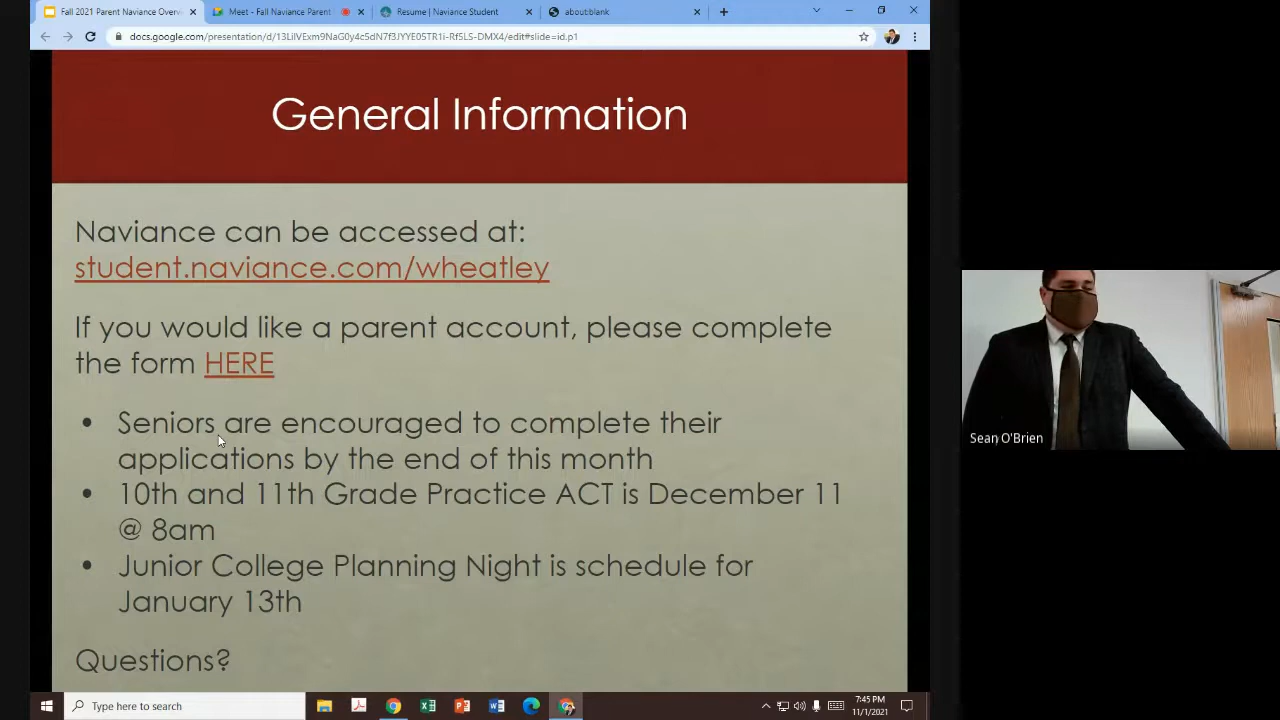 Fall 2021 Parent Naviance Overv
Meet - Fall Naviance Parent
Resume | Naviance Student
about:blank
docs.google.com/presentation/d/13LiIVExm9NaG0y4c5dN7f3JYYE05TR1i-Rf5LS-DMX4/edit#slide=id.p1
General Information
Naviance can be accessed at:
student.naviance.com/wheatley
If you would like a parent account, please complete
the form HERE
• Seniors are encouraged to complete their
applications by the end of this month
• 10th and 11th Grade Practice ACT is December 11
@ 8am
• Junior College Planning Night is schedule for
January 13th
Questions?
Sean O'Brien
Type here to search
7:45 PM
11/1/2021